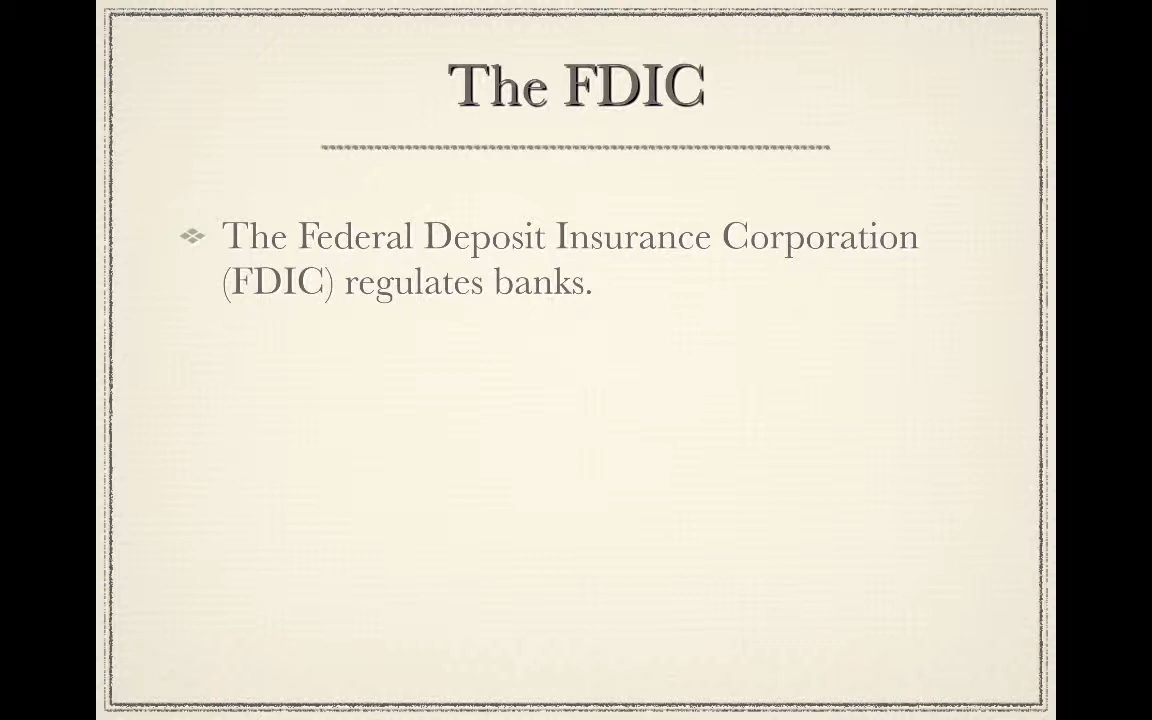 The FDIC
The Federal Deposit Insurance Corporation
(FDIC) regulates banks.